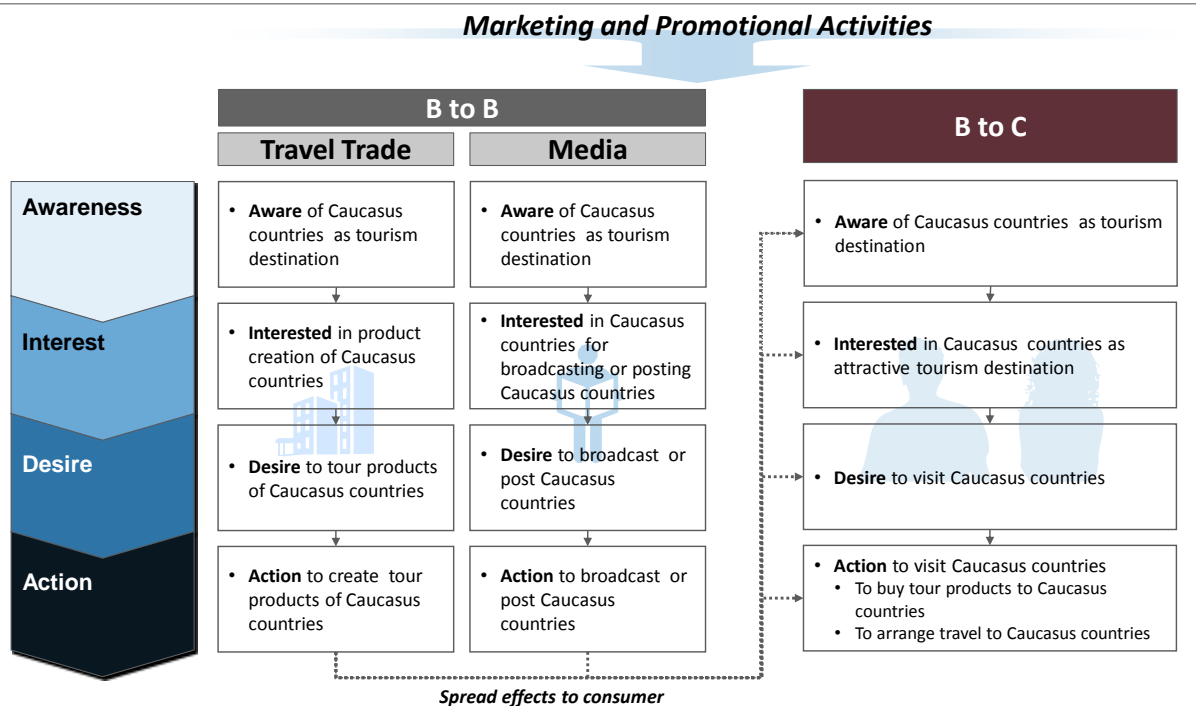 Marketing and Promotional Activities
B to B
B to C
Travel Trade
Media
Awareness
• Aware of Caucasus
countries as tourism
destination
• Aware of Caucasus
countries as tourism
destination
• Aware of Caucasus countries as tourism
destination
Interest
• Interested in product
creation of Caucasus
countries
• Interested in Caucasus
countries for
broadcasting or posting
Caucasus countries
• Interested in Caucasus countries as
attractive tourism destination
Desire
• Desire to tour products
of Caucasus countries
• Desire to broadcast or
post Caucasus
countries
• Desire to visit Caucasus countries
Action
• Action to create tour
products of Caucasus
countries
• Action to broadcast or
post Caucasus
countries
• Action to visit Caucasus countries
• To buy tour products to Caucasus
countries
• To arrange travel to Caucasus countries
Spread effects to consumer